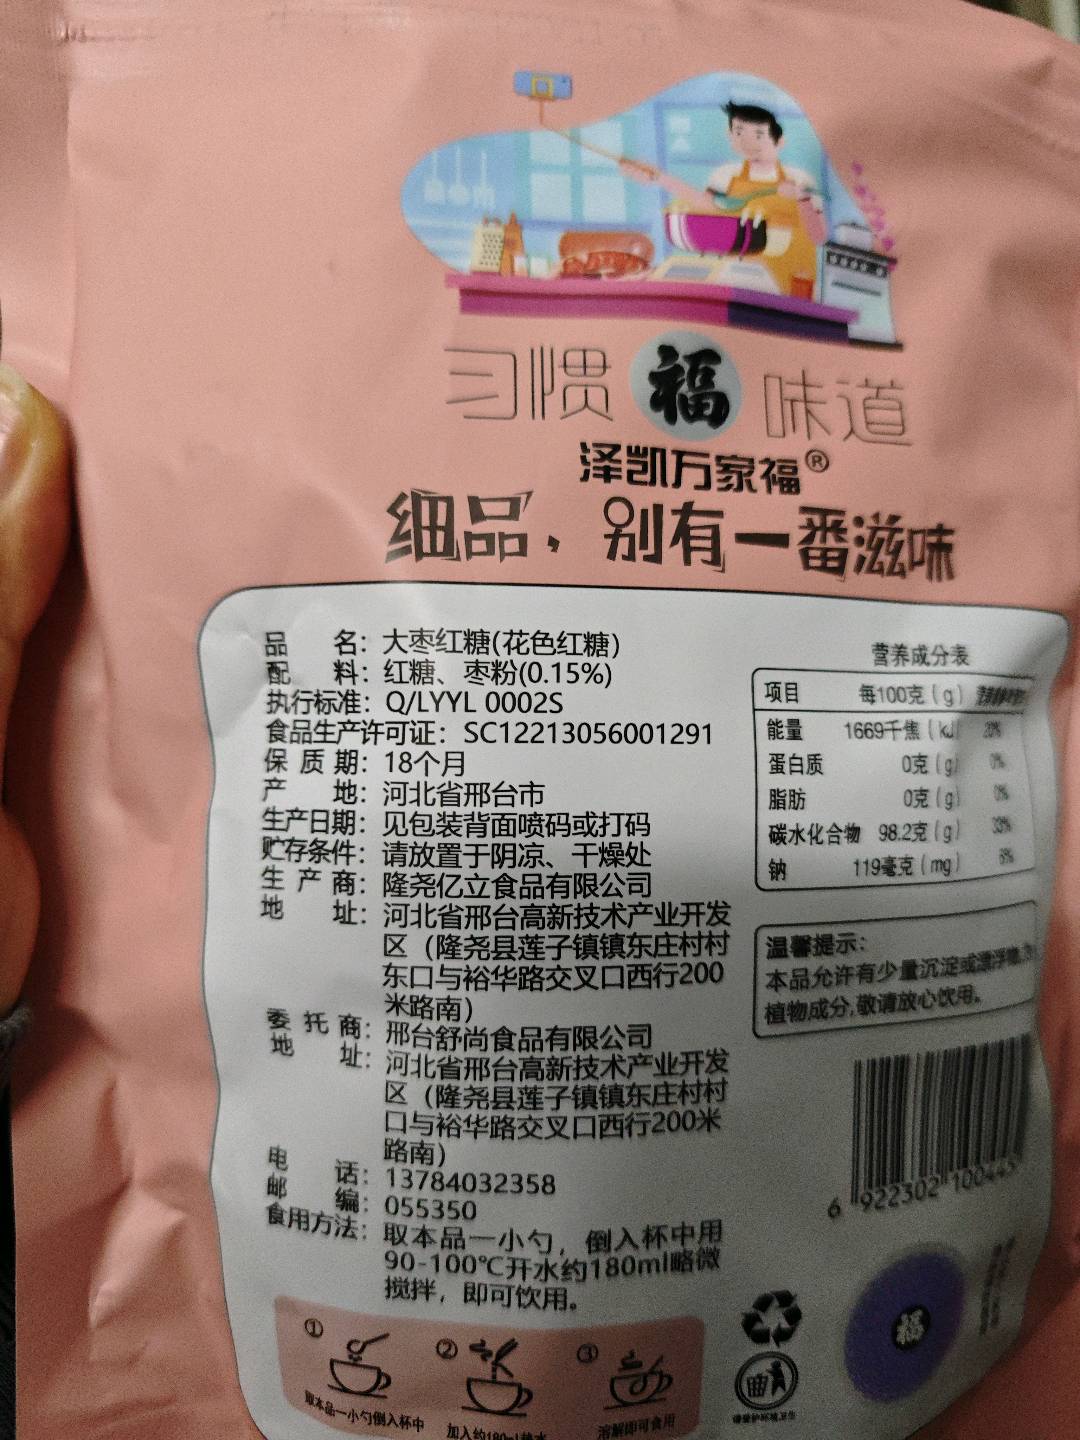 习惯 福 味道
泽凯万家福®
细品，别有一番滋味
品名：大枣红糖(花色红糖)
配料：红糖、枣粉(0.15%)
执行标准：Q/LYYL 0002S
食品生产许可证：SC12213056001291
保质期：18个月
产地：河北省邢台市
生产日期：见包装背面喷码或打码
贮存条件：请放置于阴凉、干燥处
生产商：隆尧亿立食品有限公司
地址：河北省邢台高新技术产业开发
区（隆尧县莲子镇镇东庄村村
东口与裕华路交叉口西行200
米路南）
委托商：邢台舒尚食品有限公司
地址：河北省邢台高新技术产业开发
区（隆尧县莲子镇镇东庄村村
口与裕华路交叉口西行200米
路南）
电话：13784032358
邮编：055350
食用方法：取本品一小勺，倒入杯中用
90-100℃开水约180ml略微
搅拌，即可饮用。
营养成分表
项目 每100克（g）
能量 1669千焦（kJ 20%
蛋白质 0克（g） 0%
脂肪 0克（g） 0%
碳水化合物 98.2克（g） 33%
钠 119毫克（mg） 6%
温馨提示：
本品允许有少量沉淀或漂浮物,为
植物成分,敬请放心饮用。
6 922302 10044
福
① ② ③
取本品一小勺倒入杯中
加入约180ml热水
溶解即可食用